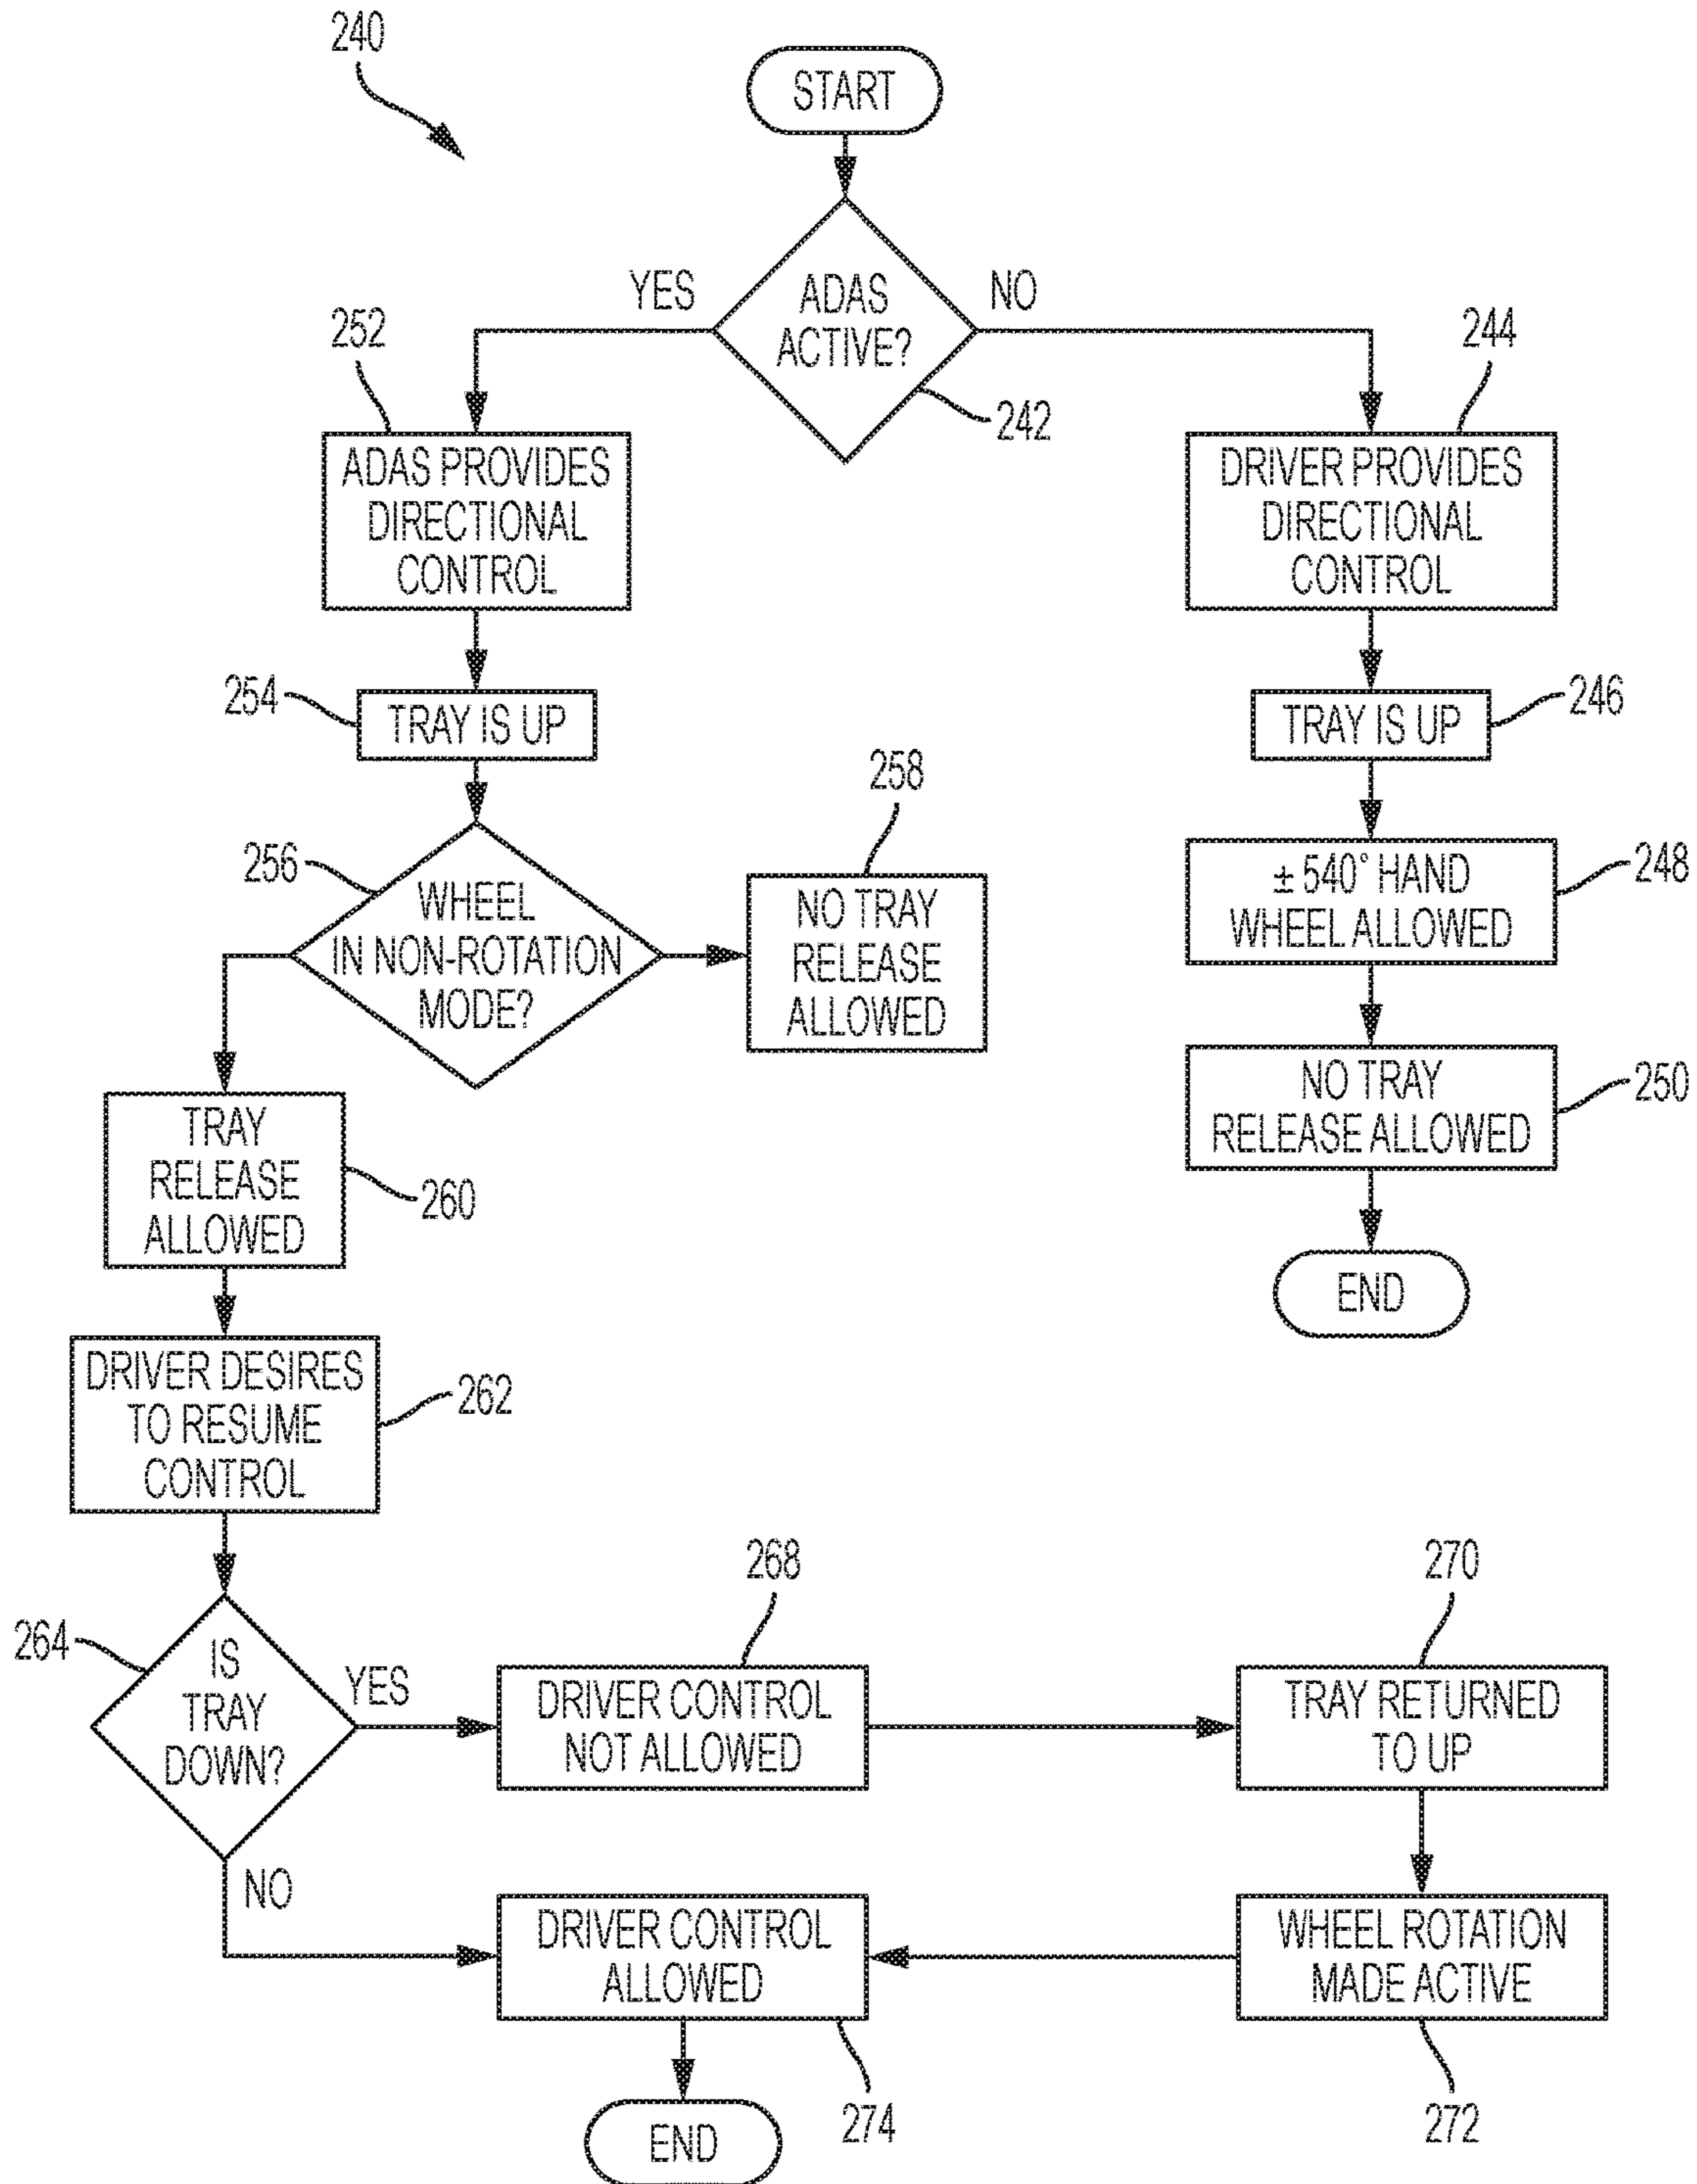 240
START
YES
ADAS
ACTIVE?
NO
242
252
ADAS PROVIDES
DIRECTIONAL
CONTROL
244
DRIVER PROVIDES
DIRECTIONAL
CONTROL
254
TRAY IS UP
TRAY IS UP
246
256
WHEEL
IN NON-ROTATION
MODE?
258
NO TRAY
RELEASE
ALLOWED
± 540° HAND
WHEEL ALLOWED
248
NO TRAY
RELEASE ALLOWED
250
END
TRAY
RELEASE
ALLOWED
260
DRIVER DESIRES
TO RESUME
CONTROL
262
264
IS
TRAY
DOWN?
YES
NO
268
DRIVER CONTROL
NOT ALLOWED
270
TRAY RETURNED
TO UP
DRIVER CONTROL
ALLOWED
274
WHEEL ROTATION
MADE ACTIVE
272
END